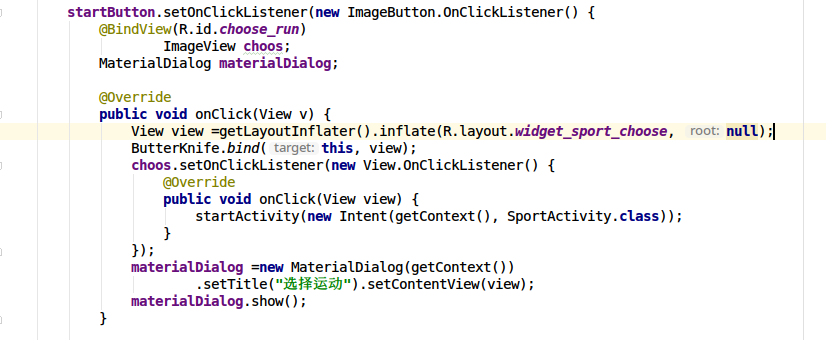 startButton.setOnClickListener(new ImageButton.OnClickListener() {
@BindView(R.id.choose_run)
ImageView choos;
MaterialDialog materialDialog;
@Override
public void onClick(View v) {
View view =getLayoutInflater().inflate(R.layout.widget_sport_choose, root: null);
ButterKnife.bind( target: this, view);
choos.setOnClickListener(new View.OnClickListener() {
@Override
public void onClick(View view) {
startActivity(new Intent(getContext(), SportActivity.class));
}
});
materialDialog =new MaterialDialog(getContext())
.setTitle("选择运动").setContentView(view);
materialDialog.show();
}